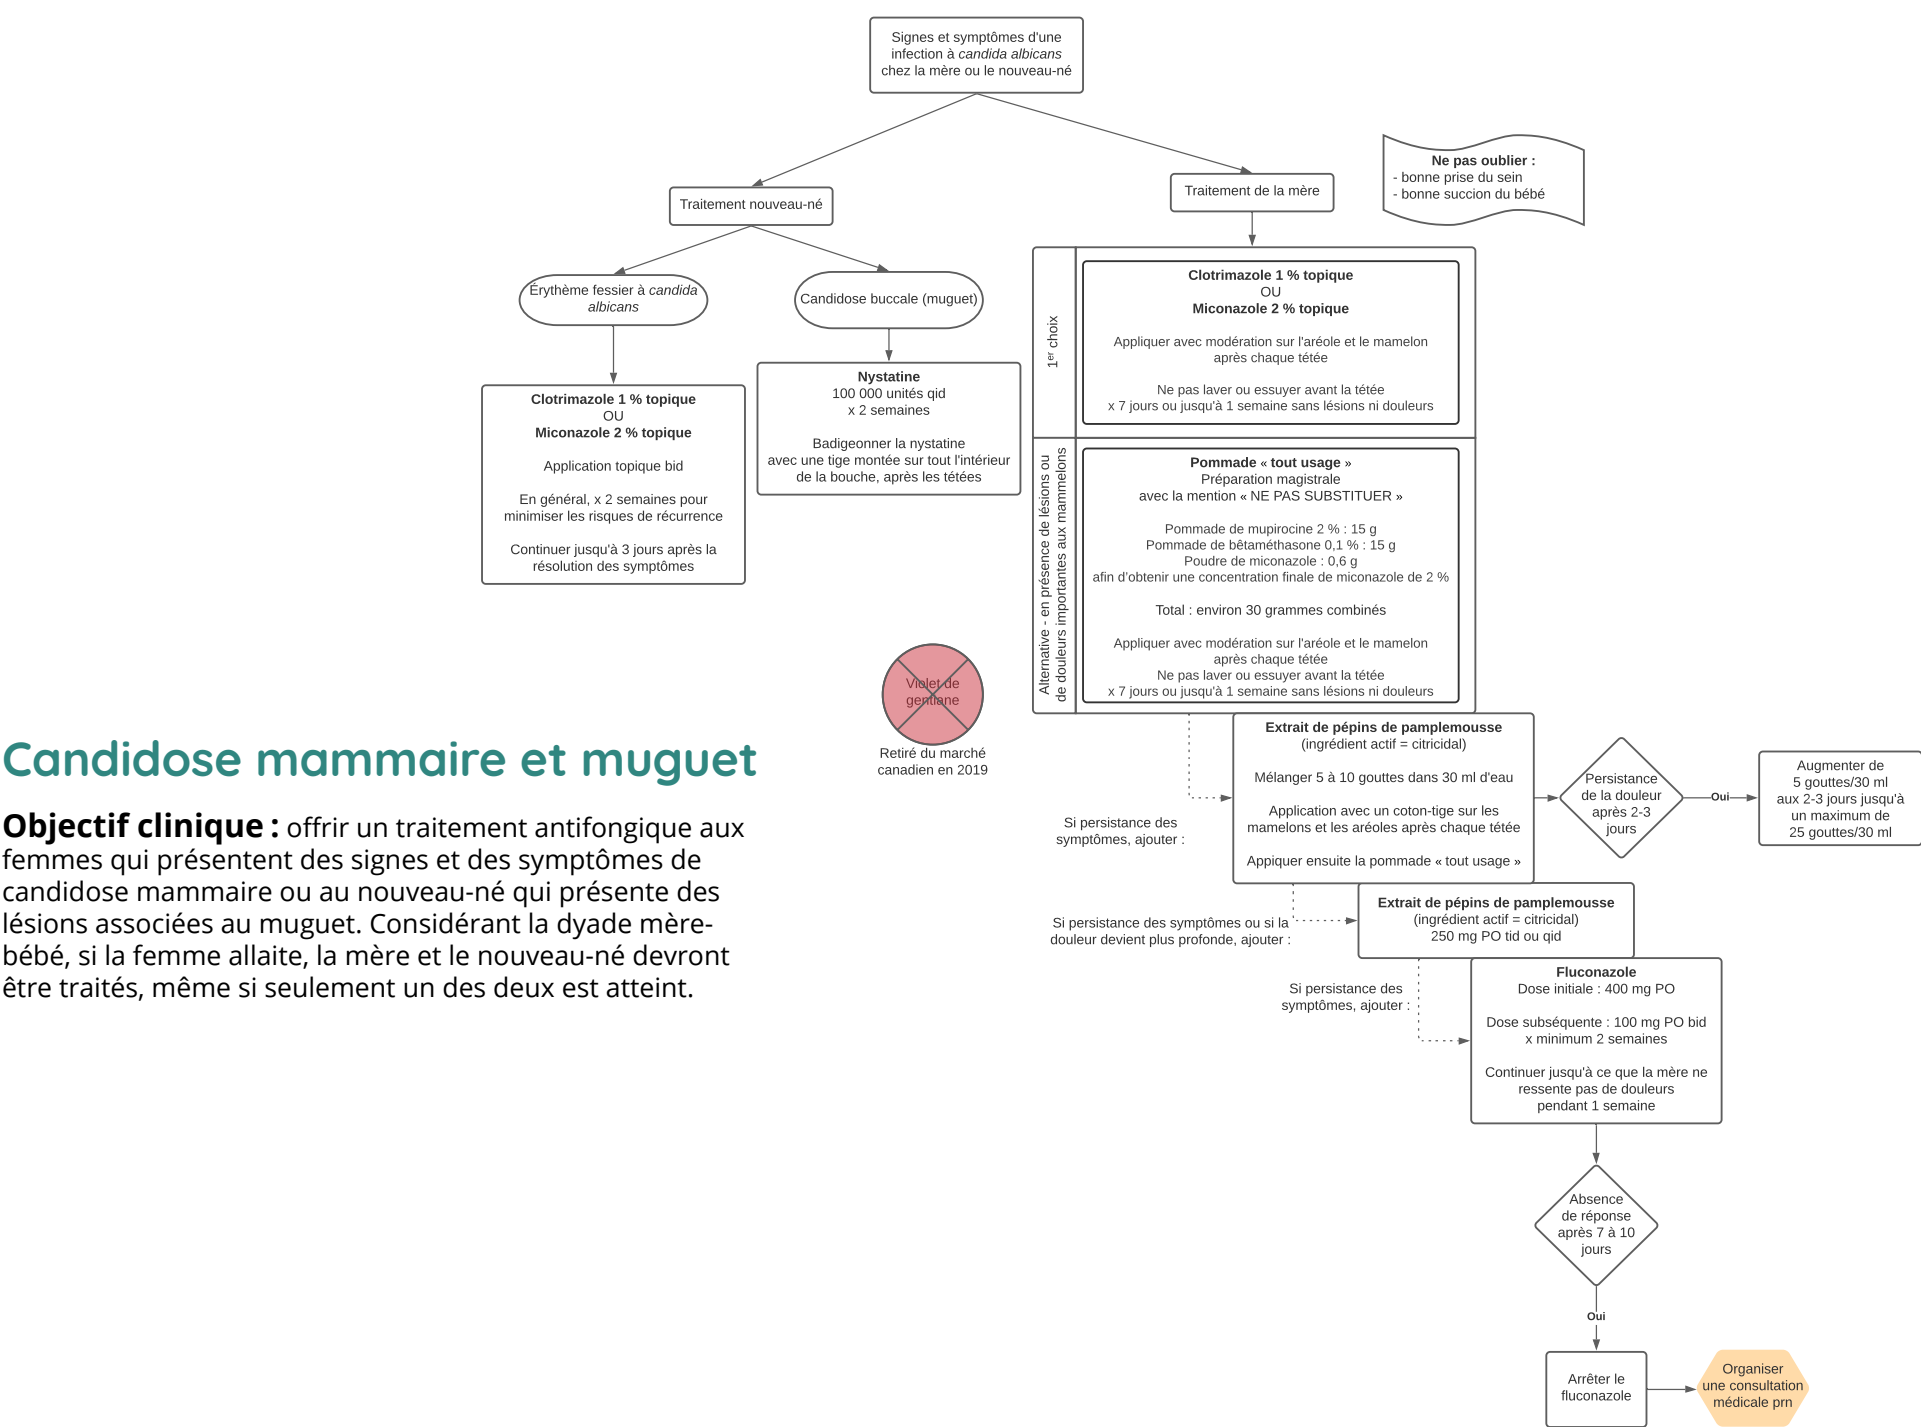 Signes et symptômes d'une
infection à candida albicans
chez la mère ou le nouveau-né
Ne pas oublier :
- bonne prise du sein
- bonne succion du bébé
Traitement nouveau-né
Traitement de la mère
Érythème fessier à candida
albicans
Candidose buccale (muguet)
Clotrimazole 1 % topique
OU
Miconazole 2 % topique
Application topique bid
En général, x 2 semaines pour
minimiser les risques de récurrence
Continuer jusqu'à 3 jours après la
résolution des symptômes
Nystatine
100 000 unités qid
x 2 semaines
Badigeonner la nystatine
avec une tige montée sur tout l'intérieur
de la bouche, après les tétées
1er choix
Clotrimazole 1 % topique
OU
Miconazole 2 % topique
Appliquer avec modération sur l'aréole et le mamelon
après chaque tétée
Ne pas laver ou essuyer avant la tétée
x 7 jours ou jusqu'à 1 semaine sans lésions ni douleurs
Alternative - en présence de lésions ou
de douleurs importantes aux mammelons
Pommade « tout usage »
Préparation magistrale
avec la mention « NE PAS SUBSTITUER »
Pommade de mupirocine 2 % : 15 g
Pommade de bêtaméthasone 0,1 % : 15 g
Poudre de miconazole : 0,6 g
afin d'obtenir une concentration finale de miconazole de 2 %
Total : environ 30 grammes combinés
Appliquer avec modération sur l'aréole et le mamelon
après chaque tétée
Ne pas laver ou essuyer avant la tétée
x 7 jours ou jusqu'à 1 semaine sans lésions ni douleurs
Violet de
gentiane
Retiré du marché
canadien en 2019
Candidose mammaire et muguet
Objectif clinique : offrir un traitement antifongique aux
femmes qui présentent des signes et des symptômes de
candidose mammaire ou au nouveau-né qui présente des
lésions associées au muguet. Considérant la dyade mère-
bébé, si la femme allaite, la mère et le nouveau-né devront
être traités, même si seulement un des deux est atteint.
Si persistance des
symptômes, ajouter :
Extrait de pépins de pamplemousse
(ingrédient actif = citricidal)
Mélanger 5 à 10 gouttes dans 30 ml d'eau
Application avec un coton-tige sur les
mamelons et les aréoles après chaque tétée
Appiquer ensuite la pommade « tout usage »
Persistance
de la douleur
après 2-3
jours
Oui
Augmenter de
5 gouttes/30 ml
aux 2-3 jours jusqu'à
un maximum de
25 gouttes/30 ml
Si persistance des symptômes ou si la
douleur devient plus profonde, ajouter :
Extrait de pépins de pamplemousse
(ingrédient actif = citricidal)
250 mg PO tid ou qid
Si persistance des
symptômes, ajouter :
Fluconazole
Dose initiale : 400 mg PO
Dose subséquente : 100 mg PO bid
x minimum 2 semaines
Continuer jusqu'à ce que la mère ne
ressente pas de douleurs
pendant 1 semaine
Absence
de réponse
après 7 à 10
jours
Oui
Arrêter le
fluconazole
Organiser
une consultation
médicale prn